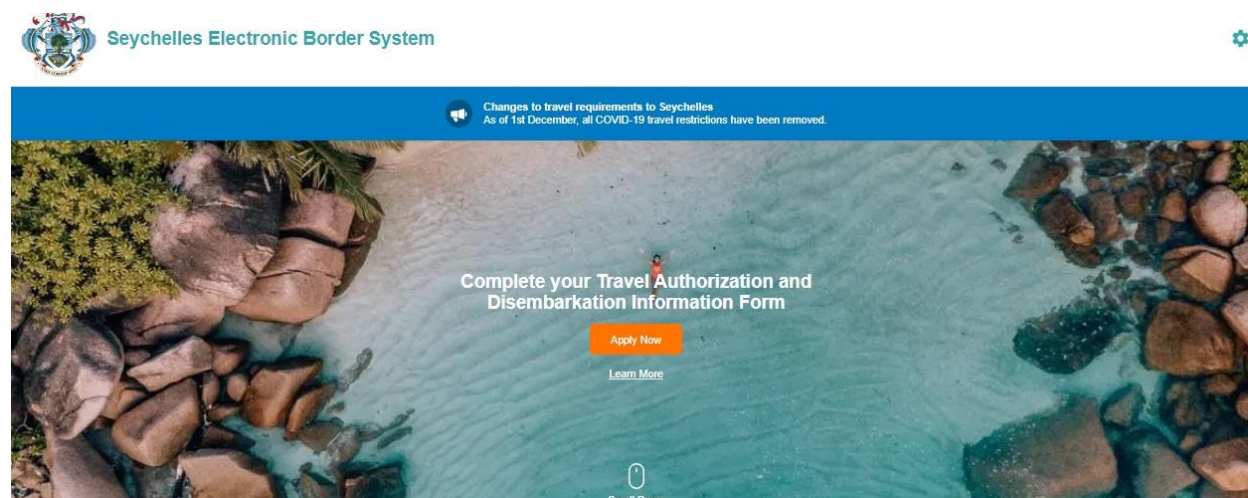 Seychelles Electronic Border System
Changes to travel requirements to Seychelles
As of 1st December, all COVID-19 travel restrictions have been removed.
Complete your Travel Authorization and
Disembarkation Information Form
Apply Now
Learn More